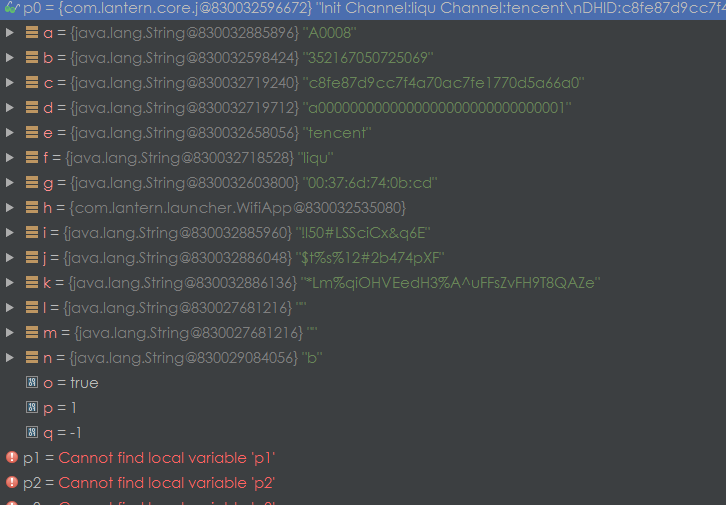 p0 = {com.lantern.core.j@830032596672} "Init Channel:liqu Channel:tencent\nDHID:c8fe87d9cc7f4
a = {java.lang.String@830032885896} "A0008"
b = {java.lang.String@830032598424} "352167050725069"
c = {java.lang.String@830032719240} "c8fe87d9cc7f4a70ac7fe1770d5a66a0"
d = {java.lang.String@830032719712} "a0000000000000000000000000000001"
e = {java.lang.String@830032658056} "tencent"
f = {java.lang.String@830032718528} "liqu"
g = {java.lang.String@830032603800} "00:37:6d:74:0b:cd"
h = {com.lantern.launcher.WifiApp@830032535080}
i = {java.lang.String@830032885960} "!I50#LSSciCx&q6E"
j = {java.lang.String@830032886048} "$t%s%12#2b474pXF"
k = {java.lang.String@830032886136} "*Lm%qiOHVEedH3%A^uFFsZvFH9T8QAZe"
l = {java.lang.String@830027681216} ""
m = {java.lang.String@830027681216} ""
n = {java.lang.String@830029084056} "b"
o = true
p = 1
q = -1
p1 = Cannot find local variable 'p1'
p2 = Cannot find local variable 'p2'